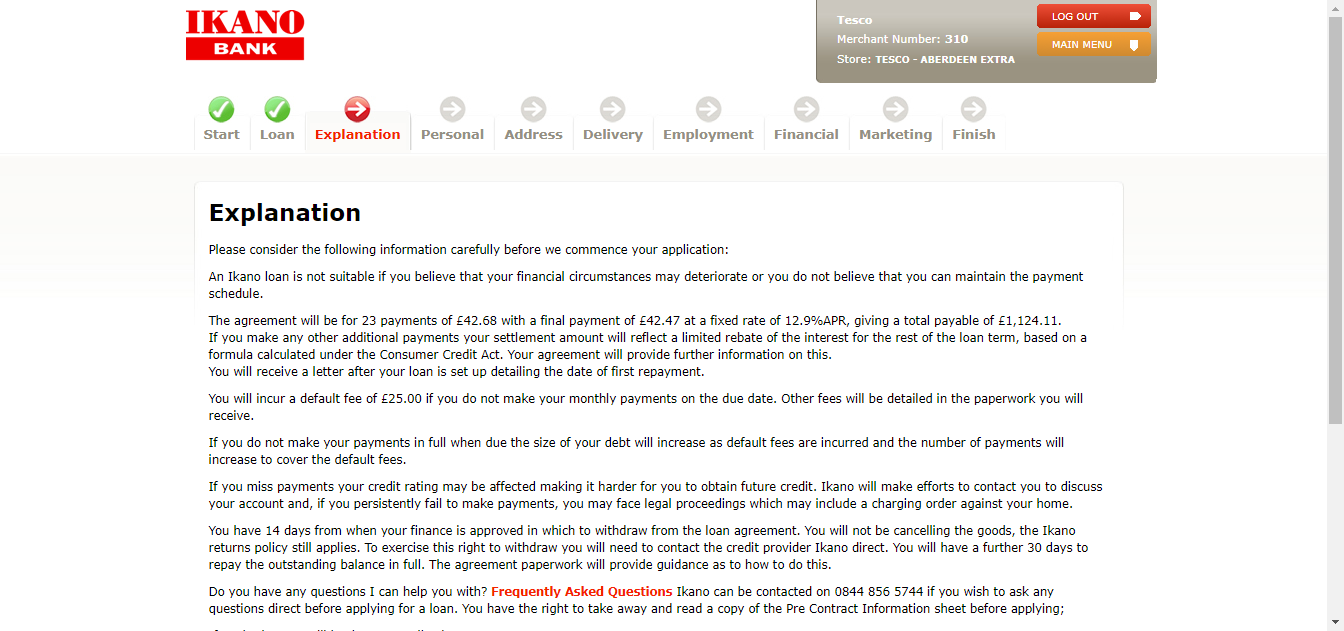 IKANO
BANK
Tesco
Merchant Number: 310
Store: TESCO - ABERDEEN EXTRA
LOG OUT
MAIN MENU
Start
Loan
Explanation
Personal
Address
Delivery
Employment
Financial
Marketing
Finish
Explanation
Please consider the following information carefully before we commence your application:
An Ikano loan is not suitable if you believe that your financial circumstances may deteriorate or you do not believe that you can maintain the payment
schedule.
The agreement will be for 23 payments of £42.68 with a final payment of £42.47 at a fixed rate of 12.9%APR, giving a total payable of £1,124.11.
If you make any other additional payments your settlement amount will reflect a limited rebate of the interest for the rest of the loan term, based on a
formula calculated under the Consumer Credit Act. Your agreement will provide further information on this.
You will receive a letter after your loan is set up detailing the date of first repayment.
You will incur a default fee of £25.00 if you do not make your monthly payments on the due date. Other fees will be detailed in the paperwork you will
receive.
If you do not make your payments in full when due the size of your debt will increase as default fees are incurred and the number of payments will
increase to cover the default fees.
If you miss payments your credit rating may be affected making it harder for you to obtain future credit. Ikano will make efforts to contact you to discuss
your account and, if you persistently fail to make payments, you may face legal proceedings which may include a charging order against your home.
You have 14 days from when your finance is approved in which to withdraw from the loan agreement. You will not be cancelling the goods, the Ikano
returns policy still applies. To exercise this right to withdraw you will need to contact the credit provider Ikano direct. You will have a further 30 days to
repay the outstanding balance in full. The agreement paperwork will provide guidance as to how to do this.
Do you have any questions I can help you with? Frequently Asked Questions Ikano can be contacted on 0844 856 5744 if you wish to ask any
questions direct before applying for a loan. You have the right to take away and read a copy of the Pre Contract Information sheet before applying;